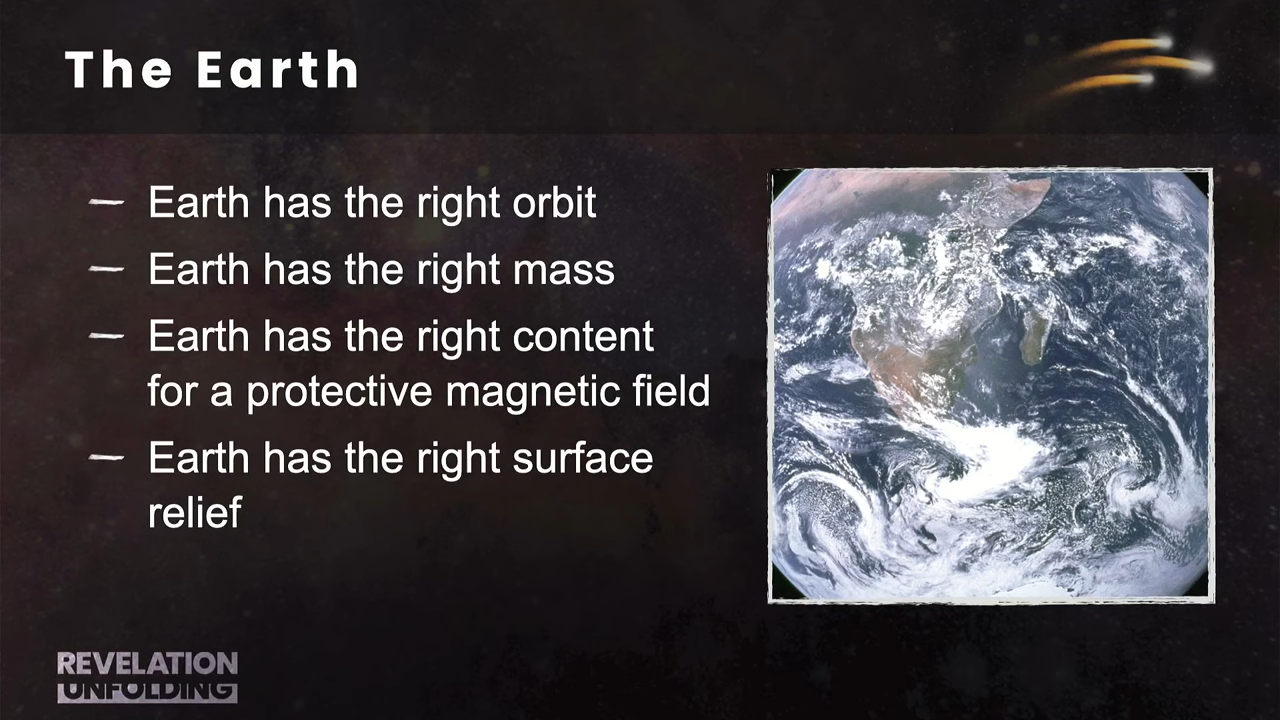 The Earth
— Earth has the right orbit
— Earth has the right mass
— Earth has the right content
for a protective magnetic field
— Earth has the right surface
relief
REVELATION
UNFOLDING